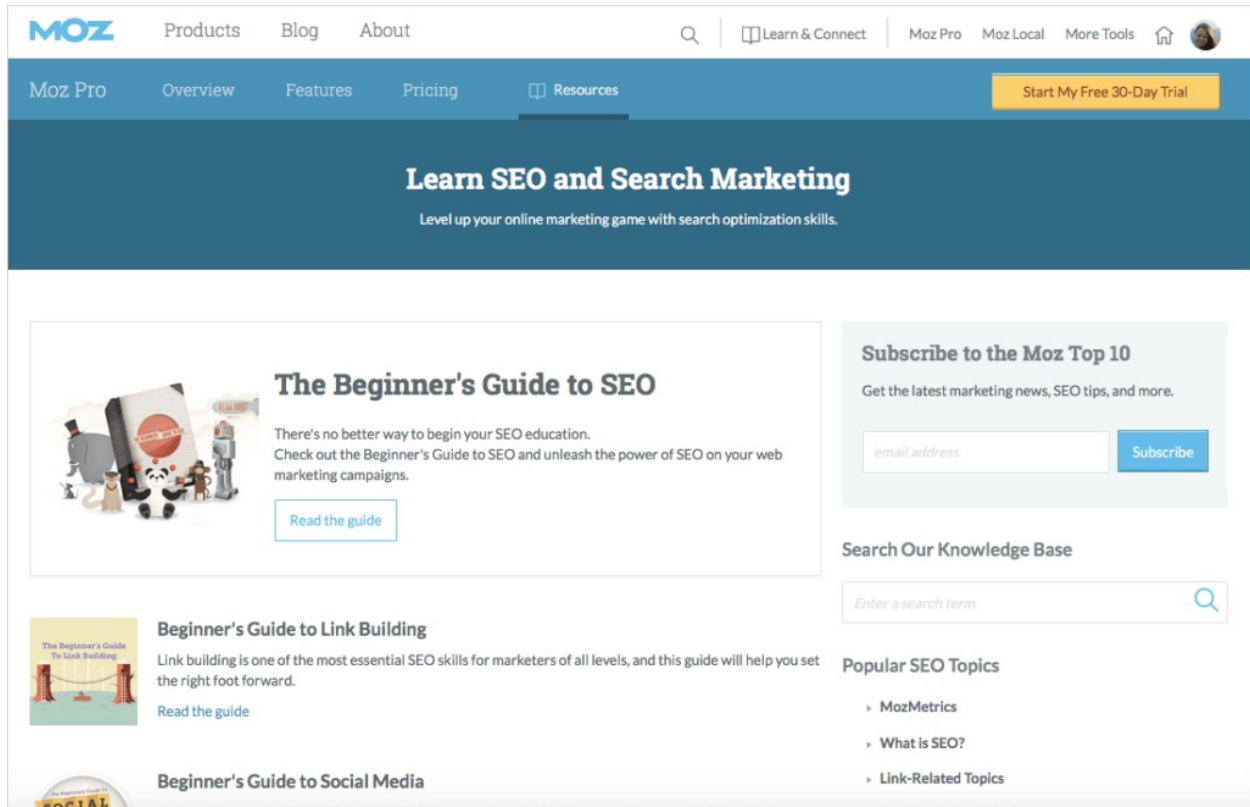 MOZ
Products
Blog
About
Learn & Connect
Moz Pro
Moz Local
More Tools
Moz Pro
Overview
Features
Pricing
Resources
Start My Free 30-Day Trial
Learn SEO and Search Marketing
Level up your online marketing game with search optimization skills.
The Beginner's Guide to SEO
There's no better way to begin your SEO education.
Check out the Beginner's Guide to SEO and unleash the power of SEO on your web
marketing campaigns.
Read the guide
The Beginner's Guide
To Link Building
Beginner's Guide to Link Building
Link building is one of the most essential SEO skills for marketers of all levels, and this guide will help you set
the right foot forward.
Read the guide
SOCIAL
Beginner's Guide to Social Media
Subscribe to the Moz Top 10
Get the latest marketing news, SEO tips, and more.
email address
Subscribe
Search Our Knowledge Base
Enter a search term
Popular SEO Topics
MozMetrics
What is SEO?
Link-Related Topics